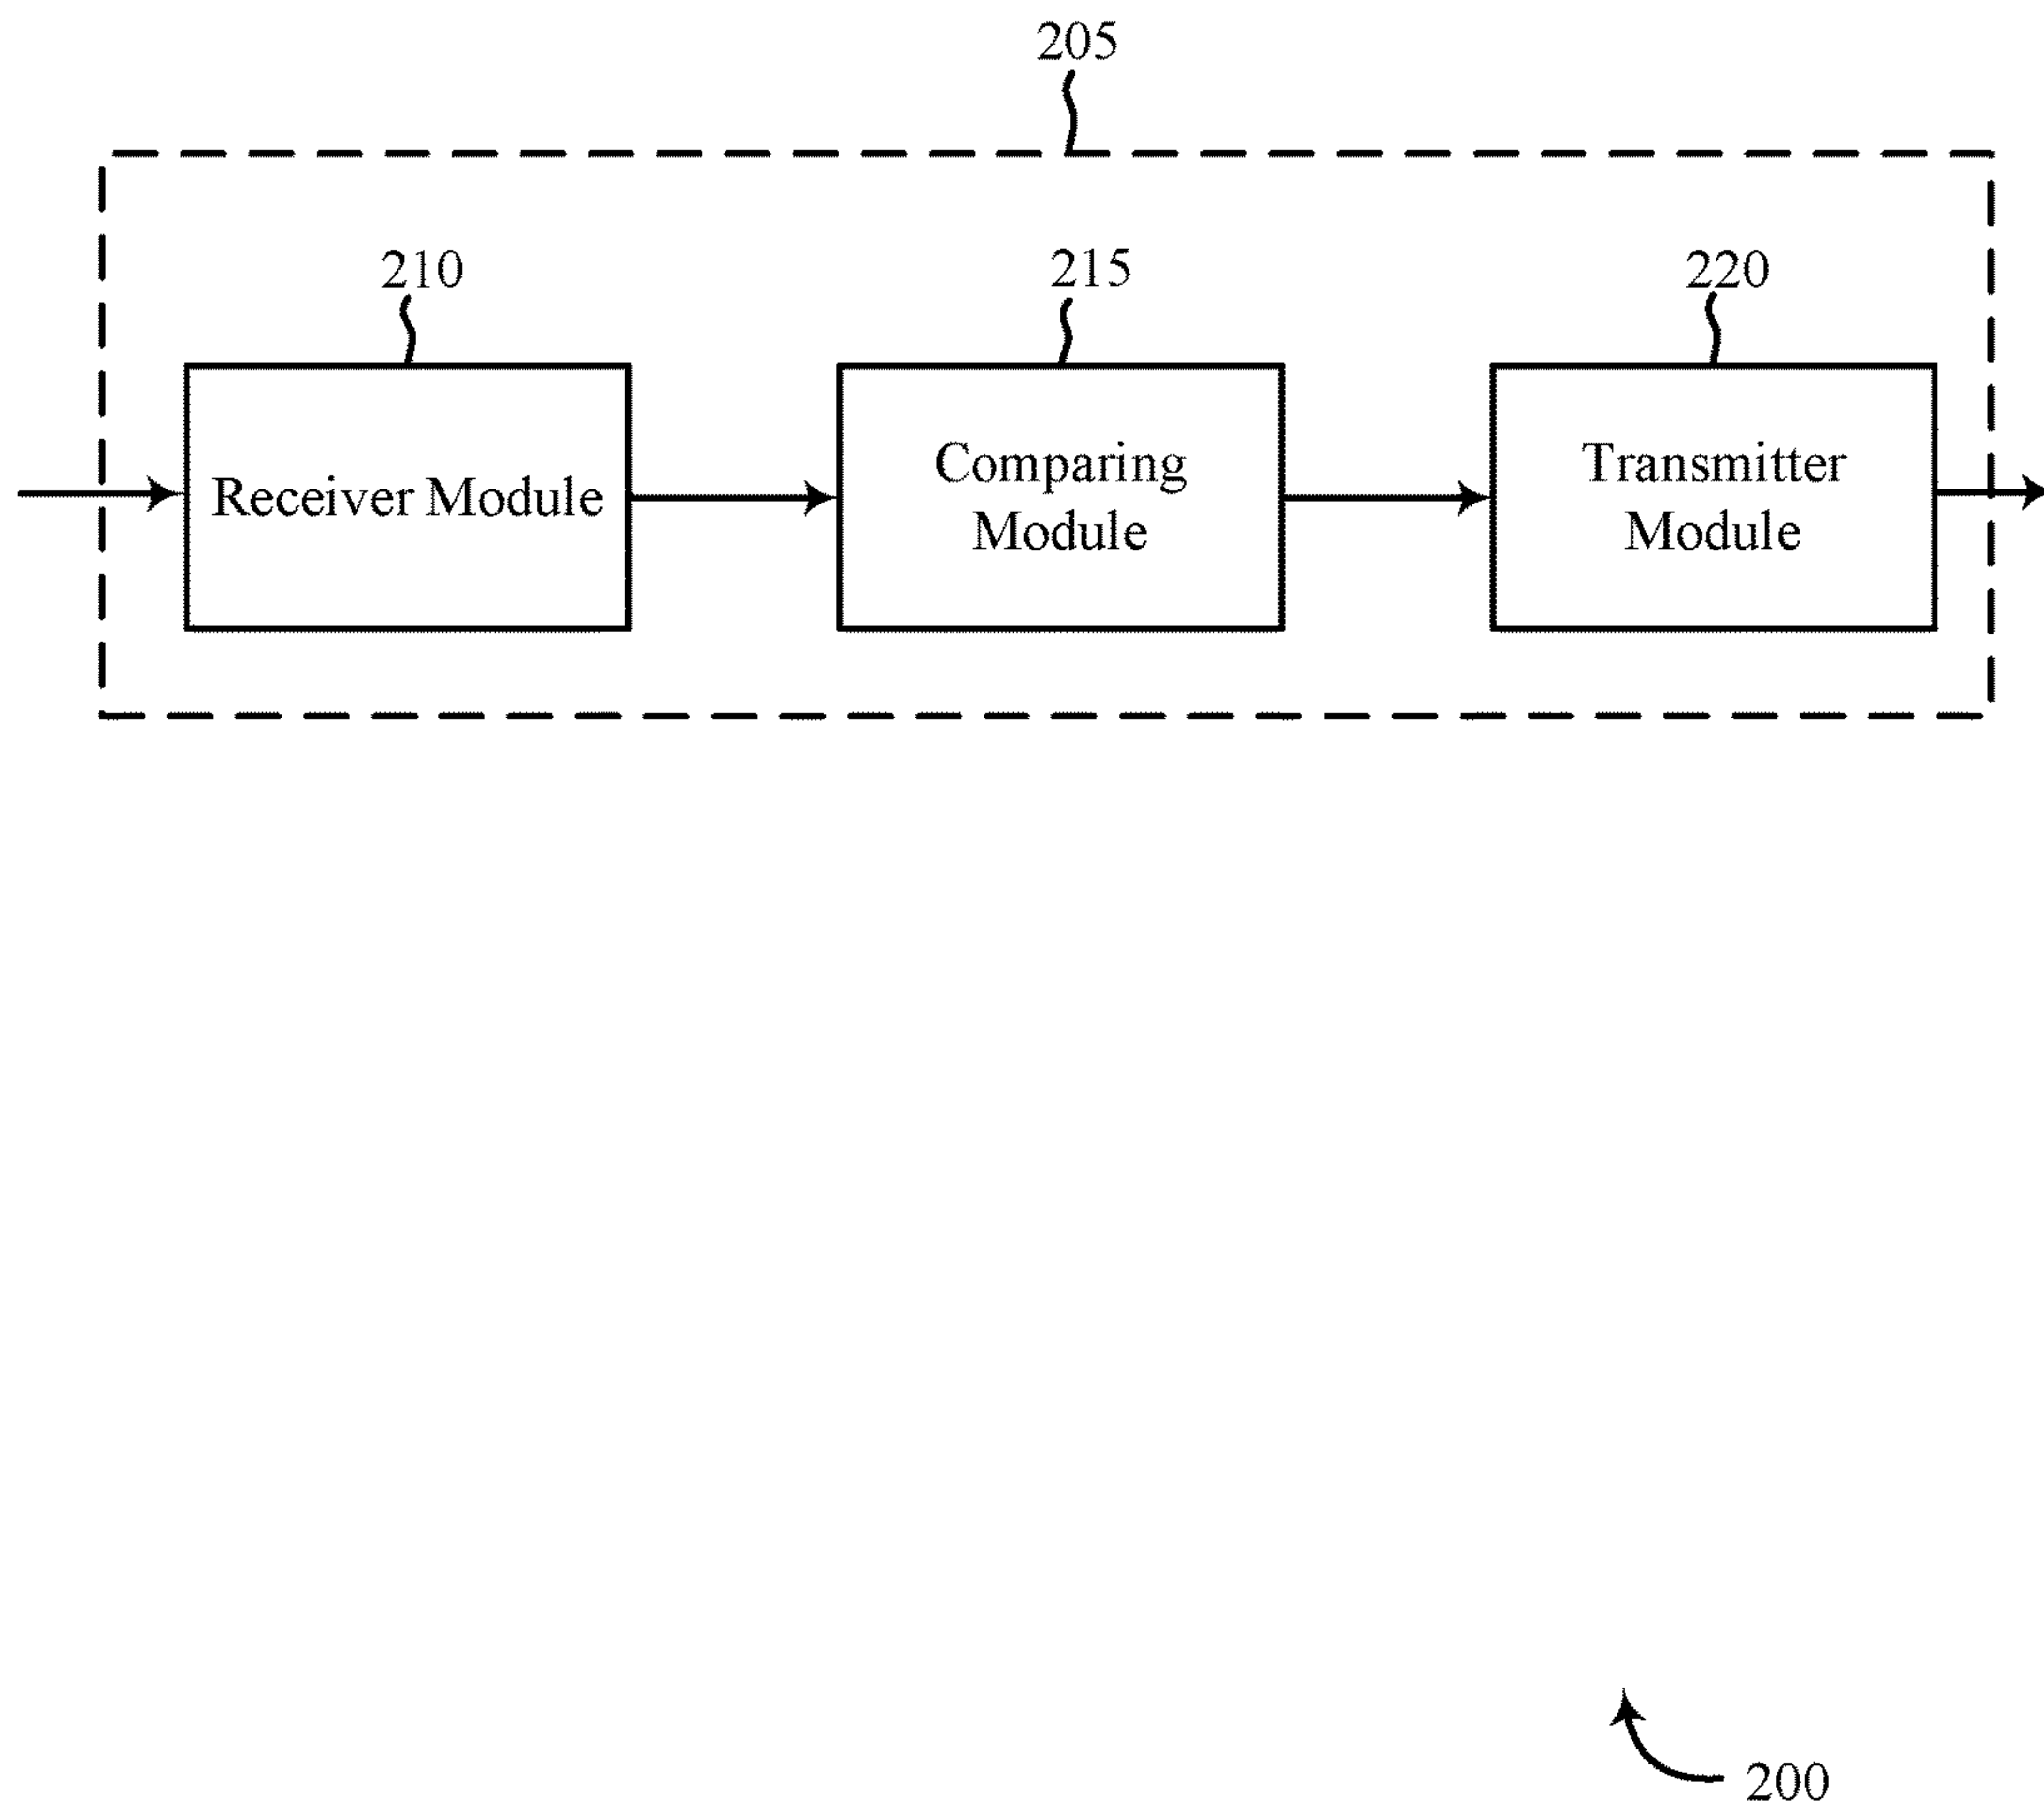 205
210
215
220
Receiver Module
Comparing
Module
Transmitter
Module
200